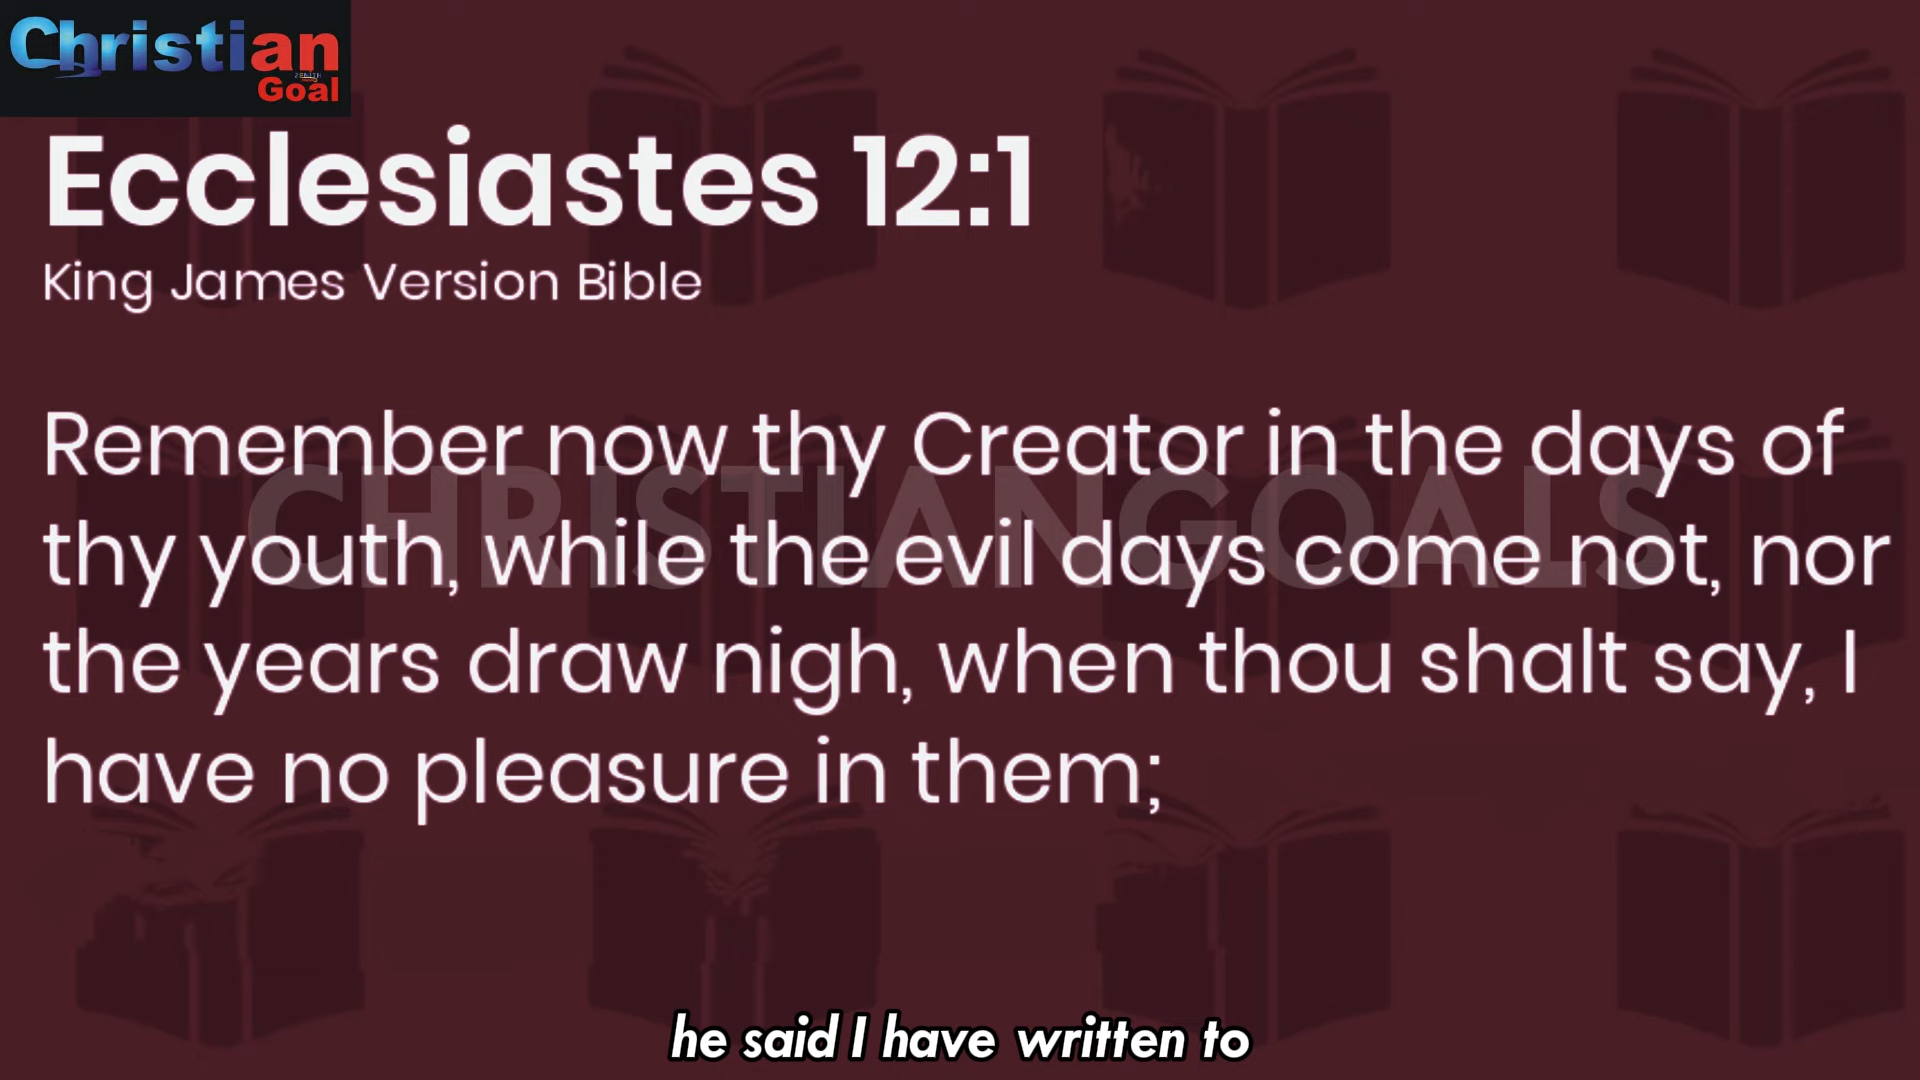 Christian
ZENITH
Goal
Ecclesiastes 12:1
King James Version Bible
Remember now thy Creator in the days of
thy youth, while the evil days come not, nor
the years draw nigh, when thou shalt say, I
have no pleasure in them;
CHRISTIANGOALS
he said I have written to